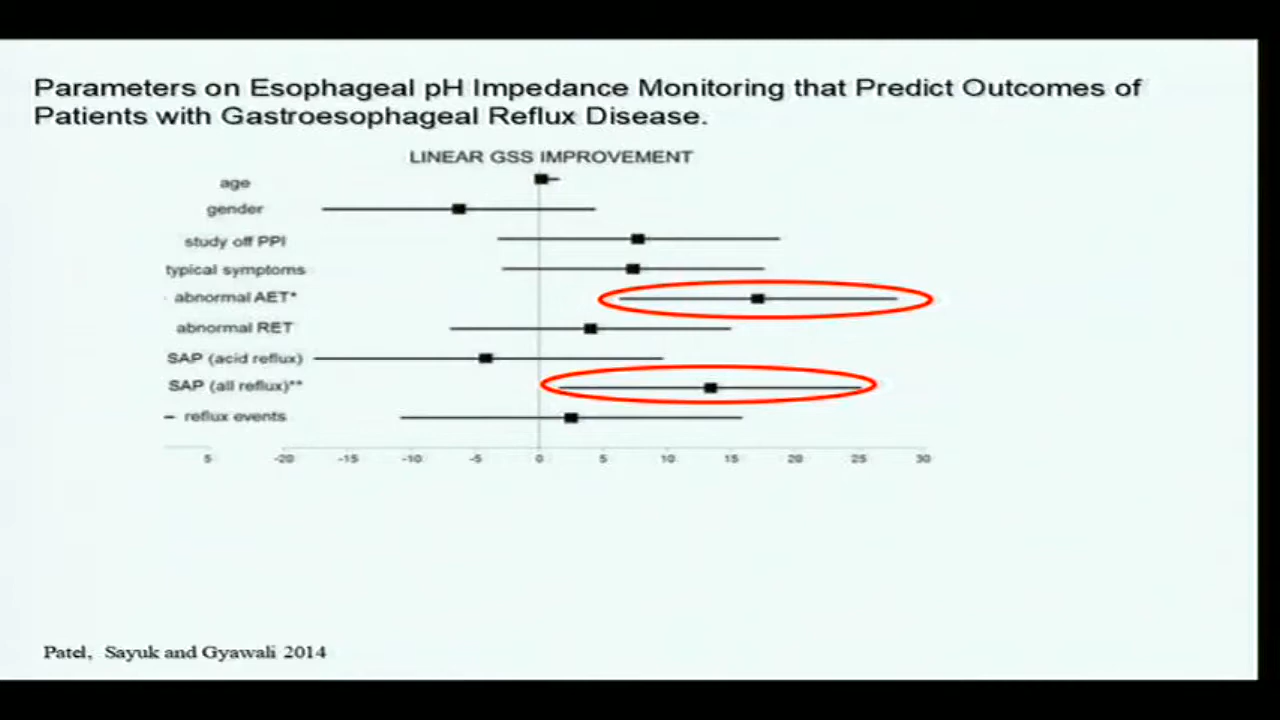 Parameters on Esophageal pH Impedance Monitoring that Predict Outcomes of
Patients with Gastroesophageal Reflux Disease.
LINEAR GSS IMPROVEMENT
age
gender
study off PPI
typical symptoms
abnormal AET*
abnormal RET
SAP (acid reflux)
SAP (all reflux)**
reflux events
5 -20 -15 -10 -5 0 5 10 15 20 25 30
Patel, Sayuk and Gyawali 2014